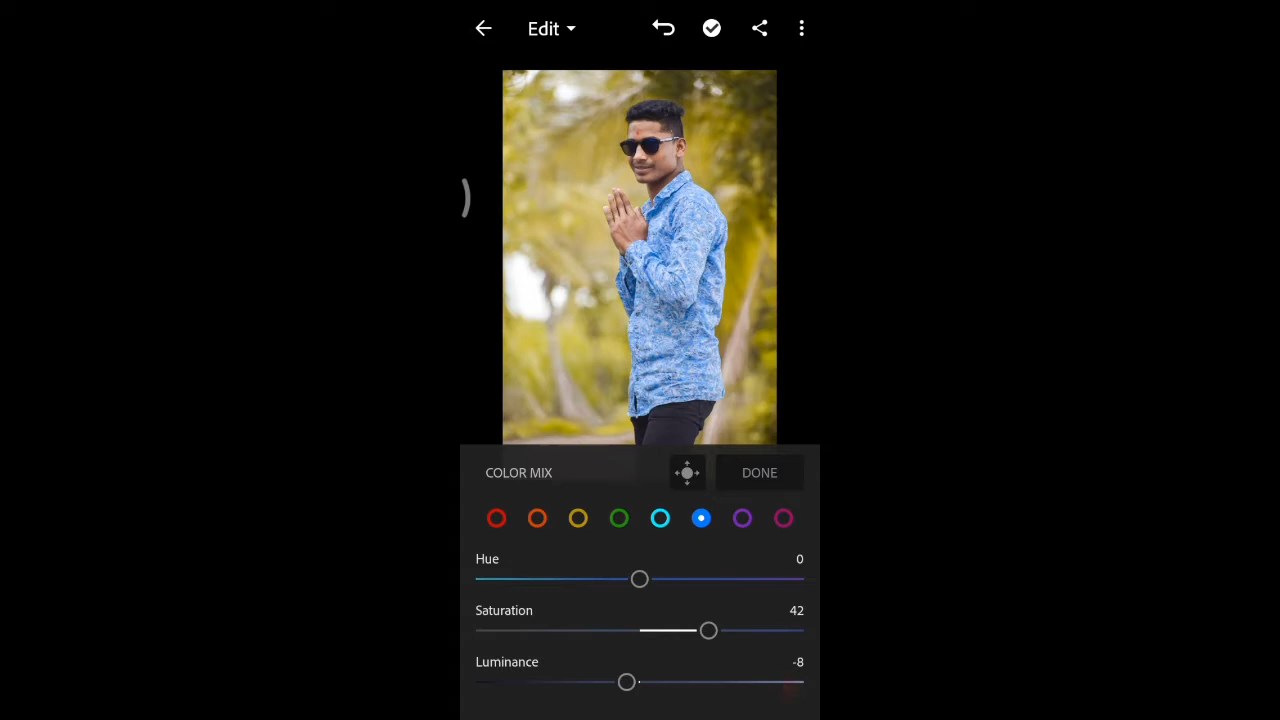 Edit
COLOR MIX
DONE
Hue 0
Saturation 42
Luminance -8